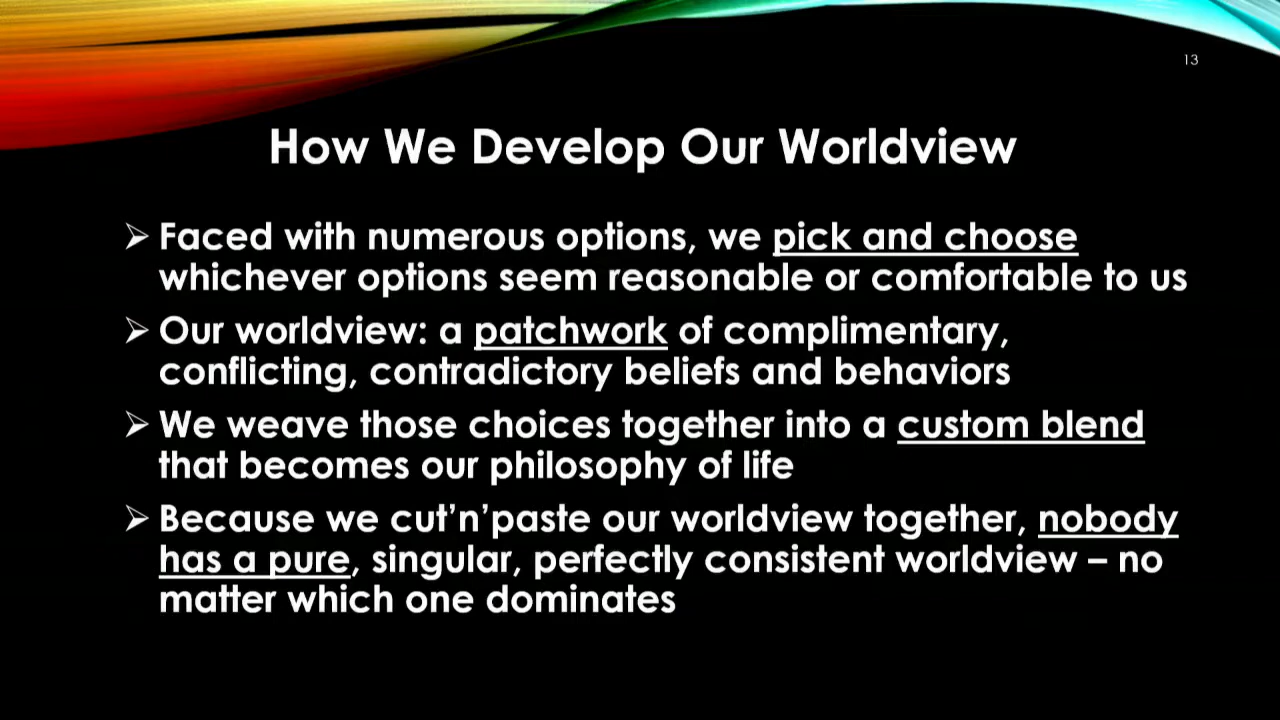 13
How We Develop Our Worldview
➢ Faced with numerous options, we pick and choose
whichever options seem reasonable or comfortable to us
➢ Our worldview: a patchwork of complimentary,
conflicting, contradictory beliefs and behaviors
➢ We weave those choices together into a custom blend
that becomes our philosophy of life
➢ Because we cut’n’paste our worldview together, nobody
has a pure, singular, perfectly consistent worldview – no
matter which one dominates